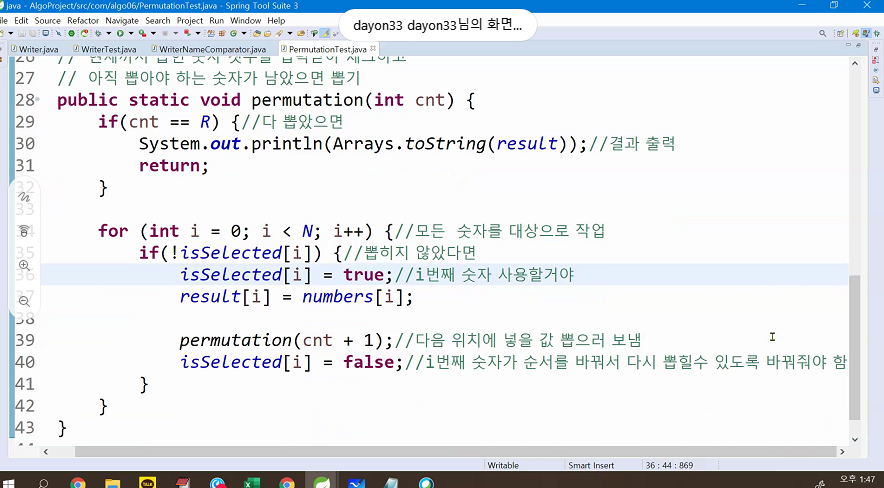 java - AlgoProject/src/com/algo06/PermutationTest.java - Spring Tool Suite 3
dayon33 dayon33님의 화면...
File Edit Source Refactor Navigate Search Project Run Window Help
Writer.java WriterTest.java WriterNameComparator.java PermutationTest.java
27 // 아직 뽑아야 하는 숫자가 남았으면 뽑기
28 public static void permutation(int cnt) {
29 if(cnt == R) {//다 뽑았으면
30 System.out.println(Arrays.toString(result));//결과 출력
31 return;
32 }
33
34 for (int i = 0; i < N; i++) {//모든 숫자를 대상으로 작업
35 if(!isSelected[i]) {//뽑히지 않았다면
36 isSelected[i] = true;//i번째 숫자 사용할거야
37 result[i] = numbers[i];
38
39 permutation(cnt + 1);//다음 위치에 넣을 값 뽑으러 보냄
40 isSelected[i] = false;//i번째 숫자가 순서를 바꿔서 다시 뽑힐수 있도록 바꿔줘야 함
41 }
42 }
43 }
Writable Smart Insert 36 : 44 : 869
TALK
오후 1:47